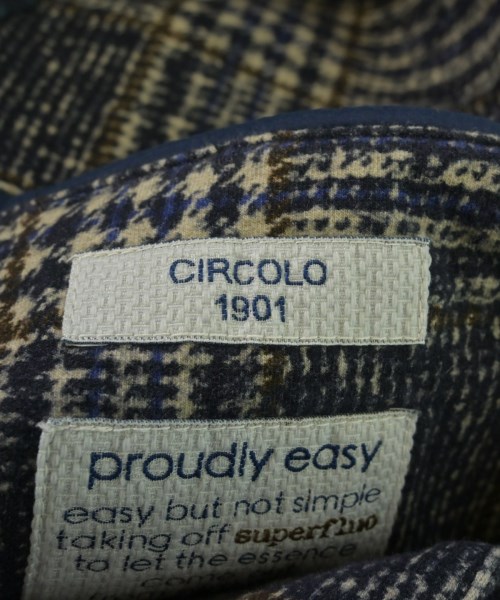 CIRCOLO
1901
proudly easy
easy but not simple
taking off superfluo
to let the essence